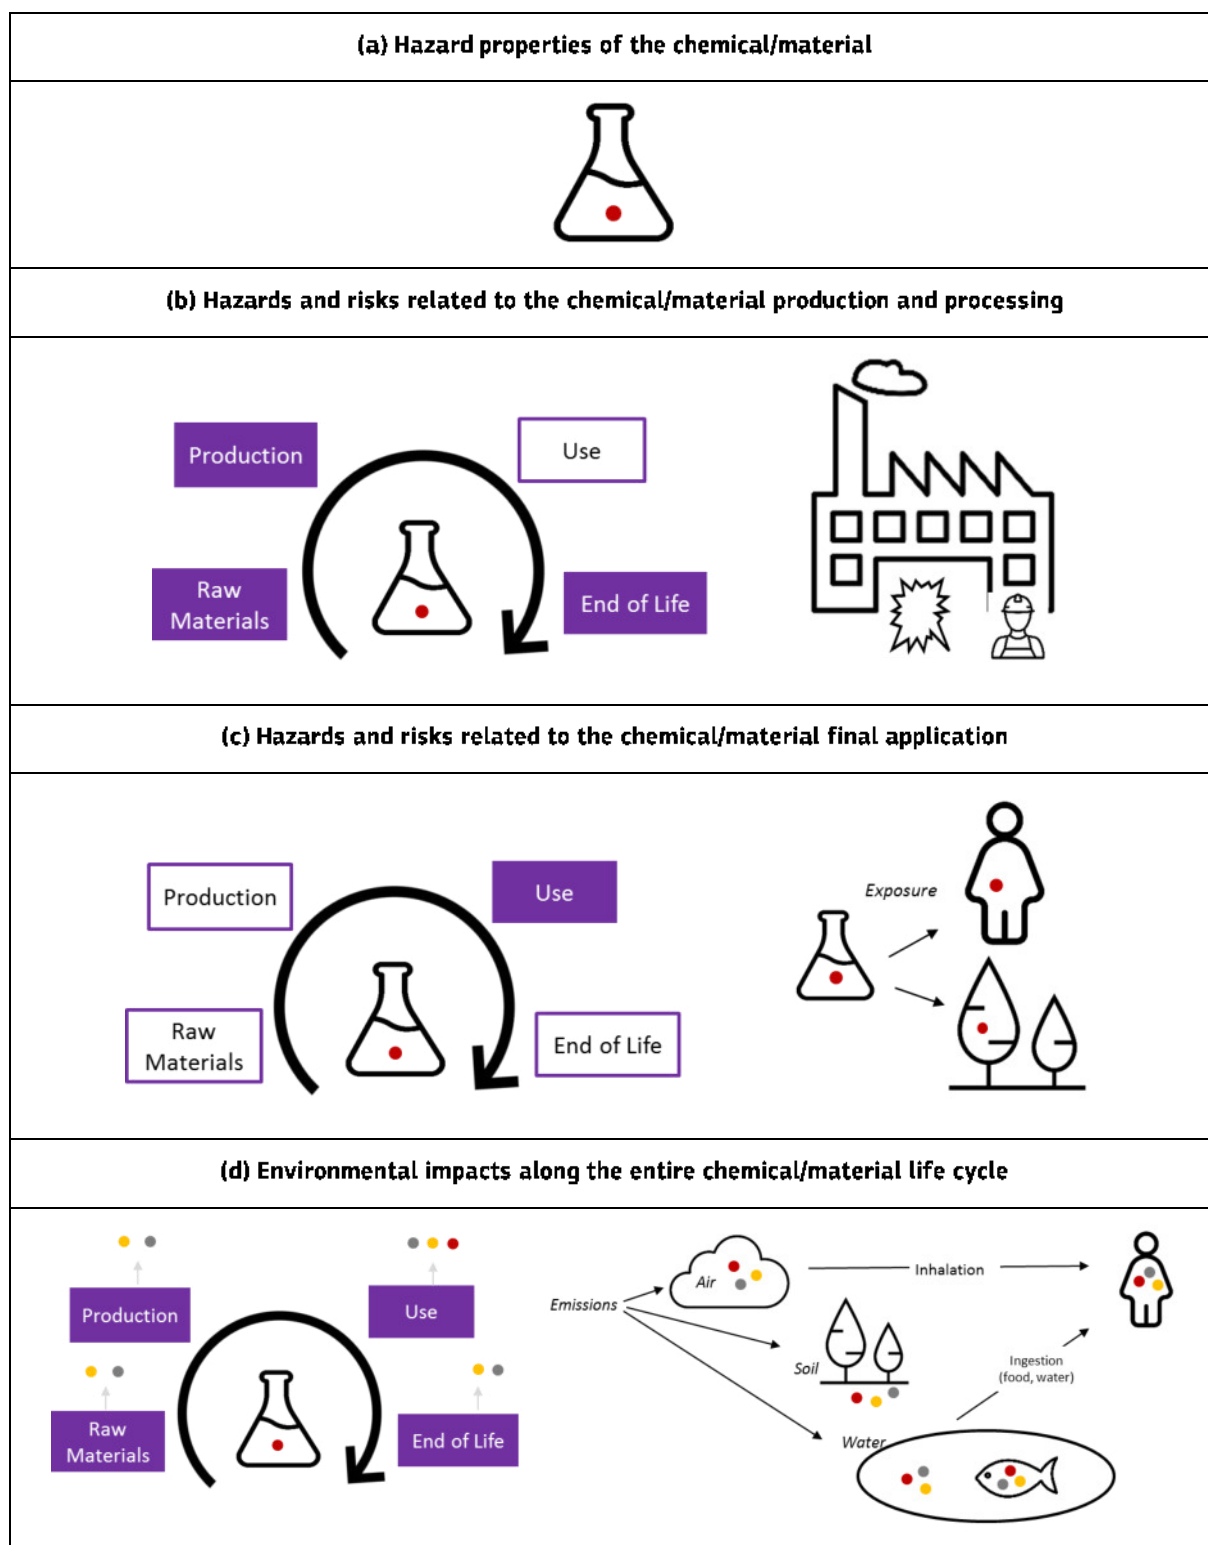 (a) Hazard properties of the chemical/material
(b) Hazards and risks related to the chemical/material production and processing
Production
Use
Raw
Materials
End of Life
(c) Hazards and risks related to the chemical/material final application
Production
Use
Exposure
Raw
Materials
End of Life
(d) Environmental impacts along the entire chemical/material life cycle
Production
Use
Raw
Materials
End of Life
Emissions
Air
Inhalation
Soil
Ingestion
(food, water)
Water